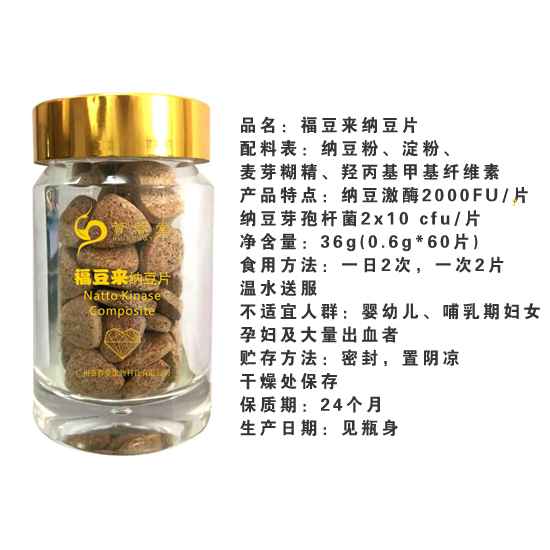 福豆来纳豆片
Natto Kinase
Composite
品名：福豆来纳豆片
配料表：纳豆粉、淀粉、
麦芽糊精、羟丙基甲基纤维素
产品特点：纳豆激酶2000FU/片
纳豆芽孢杆菌2x10 cfu/片
净含量：36g(0.6g*60片)
食用方法：一日2次，一次2片
温水送服
不适宜人群：婴幼儿、哺乳期妇女
孕妇及大量出血者
贮存方法：密封，置阴凉
干燥处保存
保质期：24个月
生产日期：见瓶身